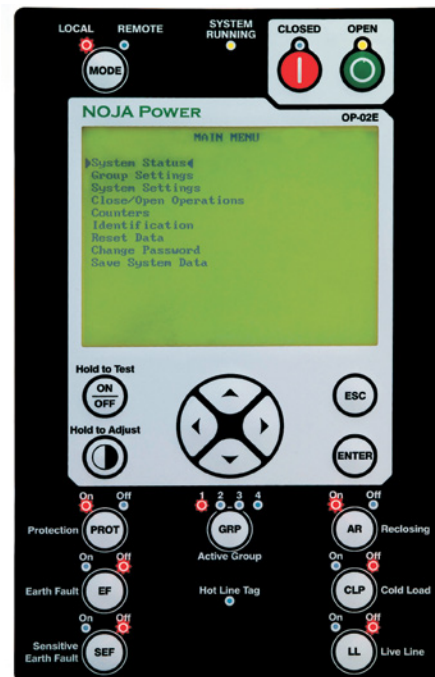 LOCAL REMOTE
SYSTEM
RUNNING
CLOSED OPEN
MODE
NOJA POWER
OP-02E
MAIN MENU
System Status
Group Settings
System Settings
Close/Open Operations
Counters
Identification
Reset Data
Change Password
Save System Data
Hold to Test
ON
OFF
ESC
Hold to Adjust
ENTER
On Off
1 2 3 4
On Off
Protection PROT
GRP
AR Reclosing
Active Group
On Off
On Off
Earth Fault EF
Hot Line Tag
CLP Cold Load
On Off
On Off
Sensitive
Earth Fault
SEF
LL Live Line